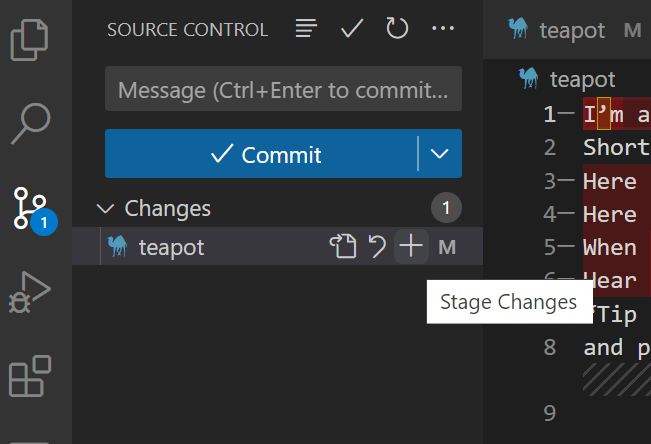 SOURCE CONTROL
Message (Ctrl+Enter to commit...
Commit
1
Changes
1
teapot
M
Stage Changes
teapot
M
teapot
1 I’m a
2 Short
3 Here
4 Here
5 When
6 Hear
"Tip
8 and p
9